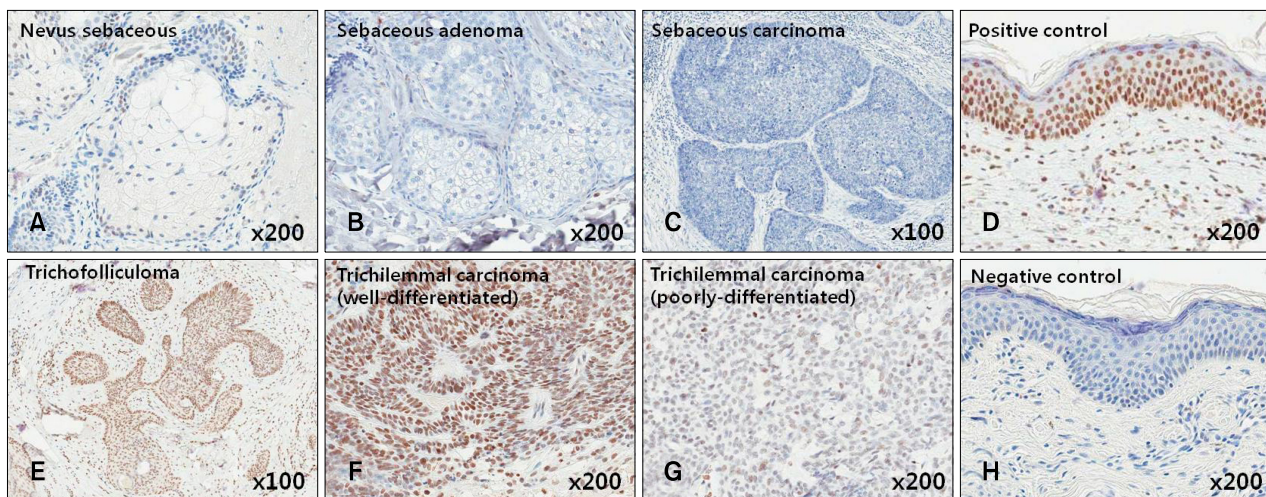 Nevus sebaceous
A
x200
Sebaceous adenoma
B
x200
Sebaceous carcinoma
C
x100
Positive control
D
x200
Trichofolliculoma
E
x100
Trichilemmal carcinoma
(well-differentiated)
F
x200
Trichilemmal carcinoma
(poorly-differentiated)
G
x200
Negative control
H
x200